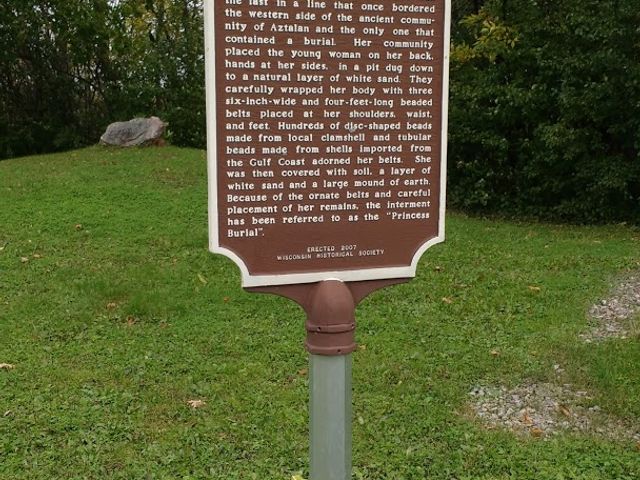 the last in a line that once bordered
the western side of the ancient commu-
nity of Aztalan and the only one that
contained a burial. Her community
placed the young woman on her back,
hands at her sides, in a pit dug down
to a natural layer of white sand. They
carefully wrapped her body with three
six-inch-wide and four-feet-long beaded
belts placed at her shoulders, waist,
and feet. Hundreds of disc-shaped beads
made from local clamshell and tubular
beads made from shells imported from
the Gulf Coast adorned her belts. She
was then covered with soil, a layer of
white sand and a large mound of earth.
Because of the ornate belts and careful
placement of her remains, the interment
has been referred to as the "Princess
Burial".
ERECTED 2007
WISCONSIN HISTORICAL SOCIETY